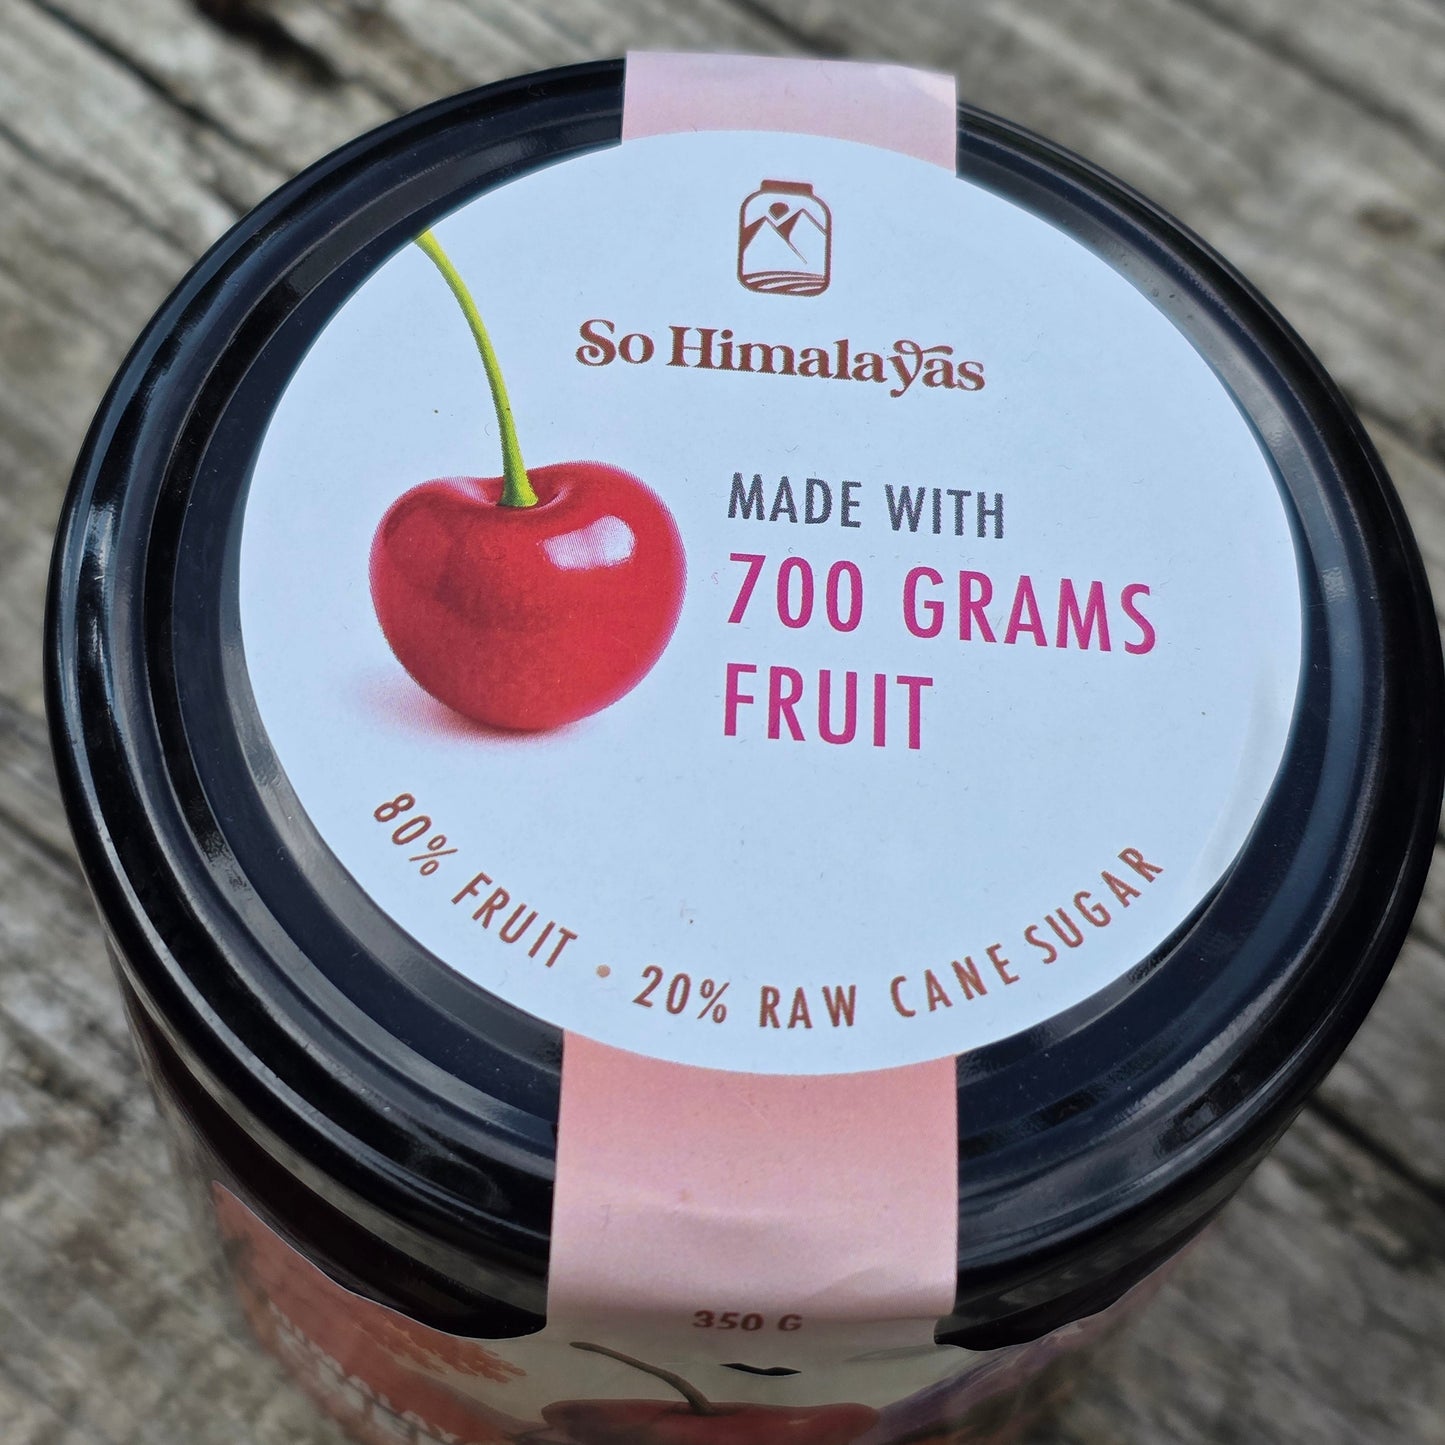 So Himalayas
MADE WITH
700 GRAMS
FRUIT
80% FRUIT • 20% RAW CANE SUGAR
350 G